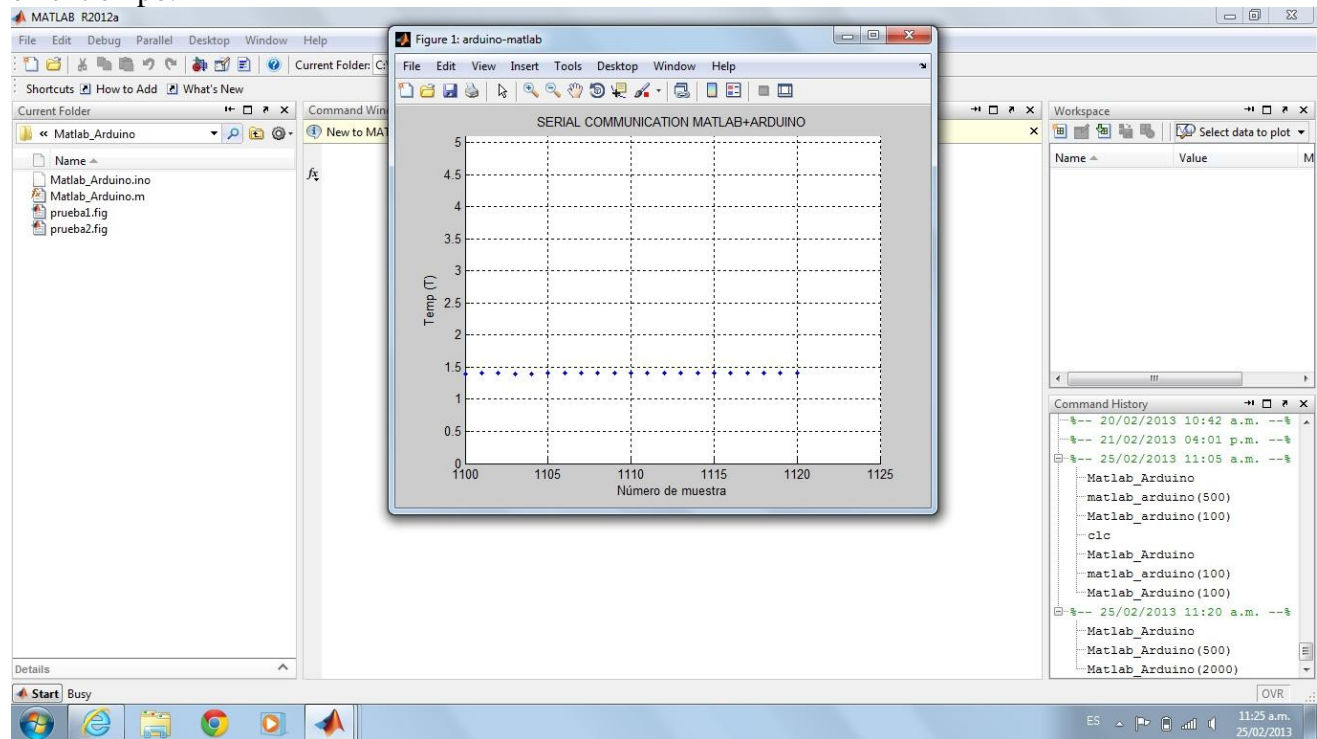 MATLAB R2012a
File Edit Debug Parallel Desktop Window Help
Current Folder:
Shortcuts How to Add What's New
Current Folder
« Matlab_Arduino
Name
Matlab_Arduino.ino
Matlab_Arduino.m
prueba1.fig
prueba2.fig
Details
Command
New to
fx
Figure 1: arduino-matlab
File Edit View Insert Tools Desktop Window Help
SERIAL COMMUNICATION MATLAB+ARDUINO
Temp (T)
5
4.5
4
3.5
3
2.5
2
1.5
1
0.5
0
1100 1105 1110 1115 1120 1125
Número de muestra
Workspace
Select data to plot
Name Value M
Command History
%-- 20/02/2013 10:42 a.m. --%
%-- 21/02/2013 04:01 p.m. --%
%-- 25/02/2013 11:05 a.m. --%
Matlab_Arduino
matlab_arduino(500)
Matlab_arduino(100)
clc
Matlab_Arduino
matlab_arduino(100)
Matlab_Arduino(100)
%-- 25/02/2013 11:20 a.m. --%
Matlab_Arduino
Matlab_Arduino(500)
Matlab_Arduino(2000)
Start Busy
OVR
ES
11:25 a.m.
25/02/2013